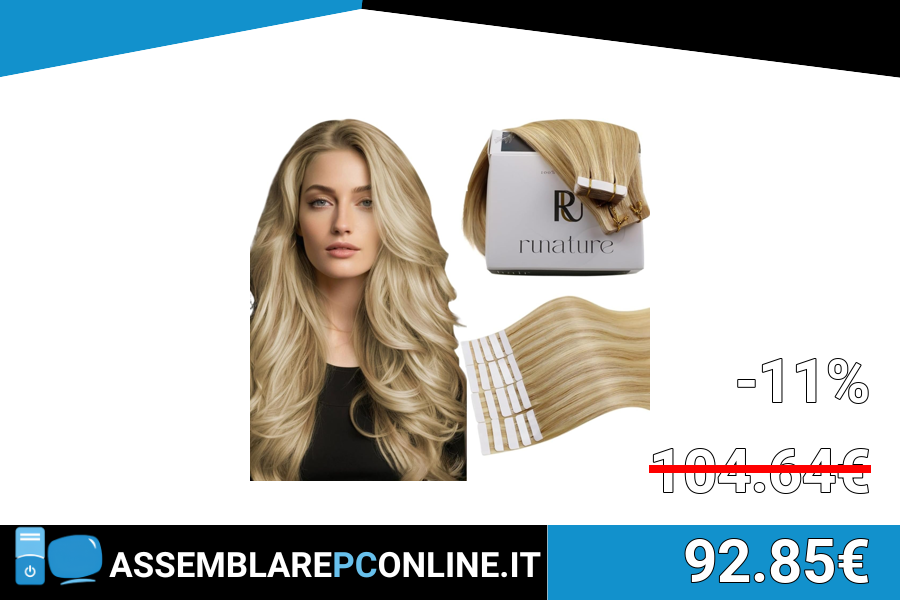 RU
runature
-11%
104.64€
ASSEMBLAREPCONLINE.IT
92.85€